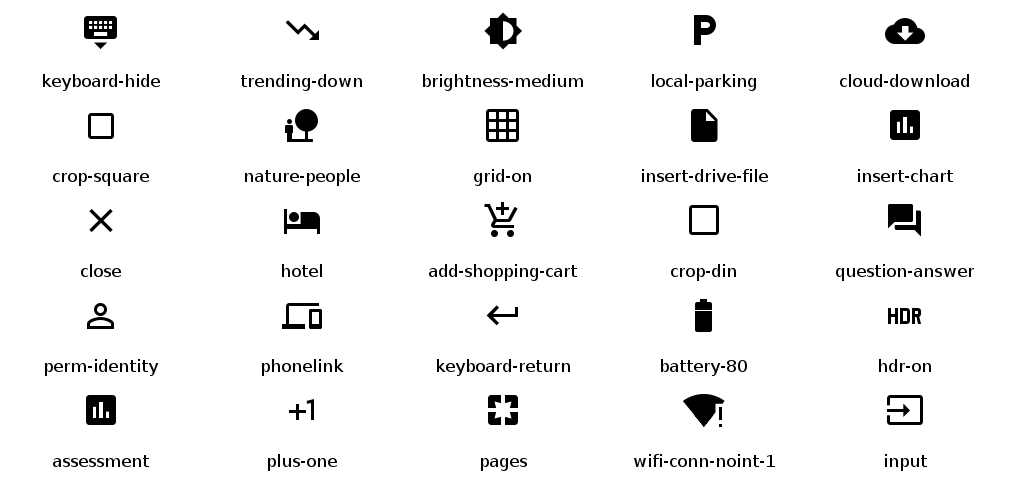 P
keyboard-hide trending-down brightness-medium local-parking cloud-download
crop-square nature-people grid-on insert-drive-file insert-chart
close hotel add-shopping-cart crop-din question-answer
HDR
perm-identity phonelink keyboard-return battery-80 hdr-on
+1
assessment plus-one pages wifi-conn-noint-1 input